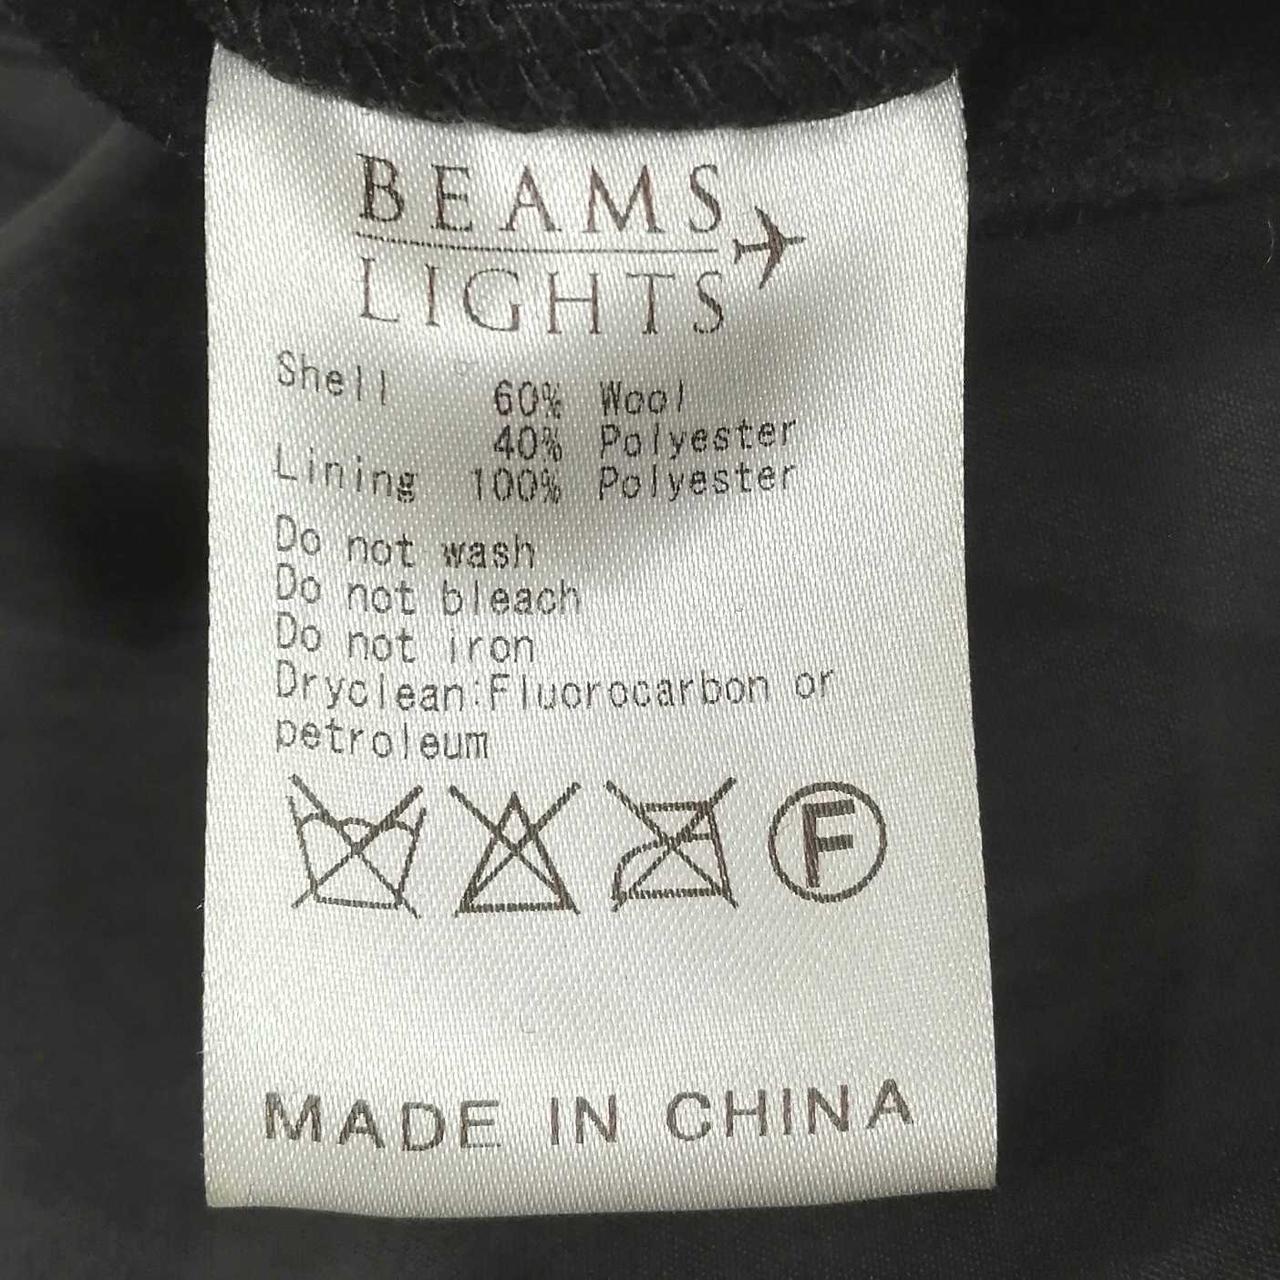 BEAMS
LIGHTS
Shell 60% Wool
40% Polyester
Lining 100% Polyester
Do not wash
Do not bleach
Do not iron
Dryclean:Fluorocarbon or
petroleum
F
MADE IN CHINA